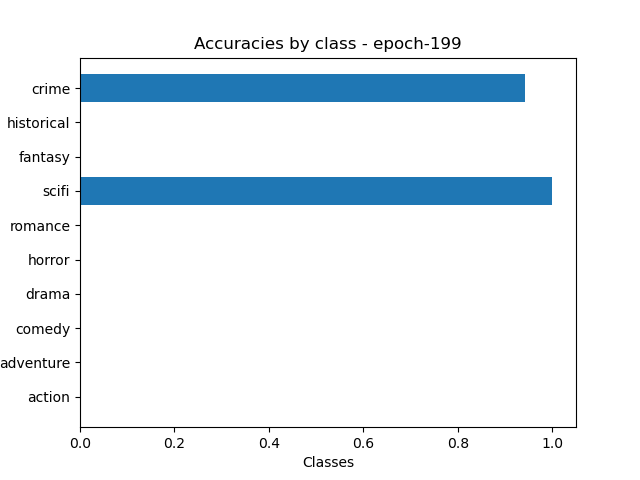 Accuracies by class - epoch-199
crime
historical
fantasy
scifi
romance
horror
drama
comedy
adventure
action
0.0 0.2 0.4 0.6 0.8 1.0
Classes